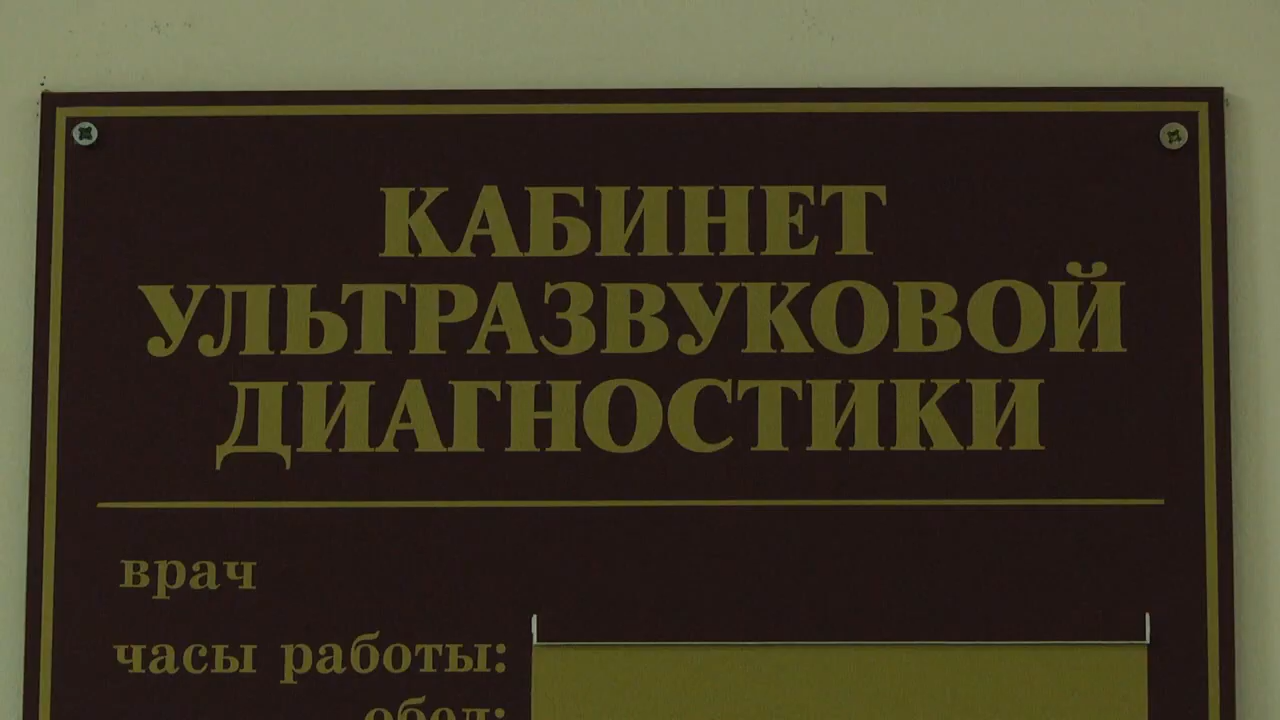 КАБИНЕТ
УЛЬТРАЗВУКОВОЙ
ДИАГНОСТИКИ
врач
часы работы:
обед: